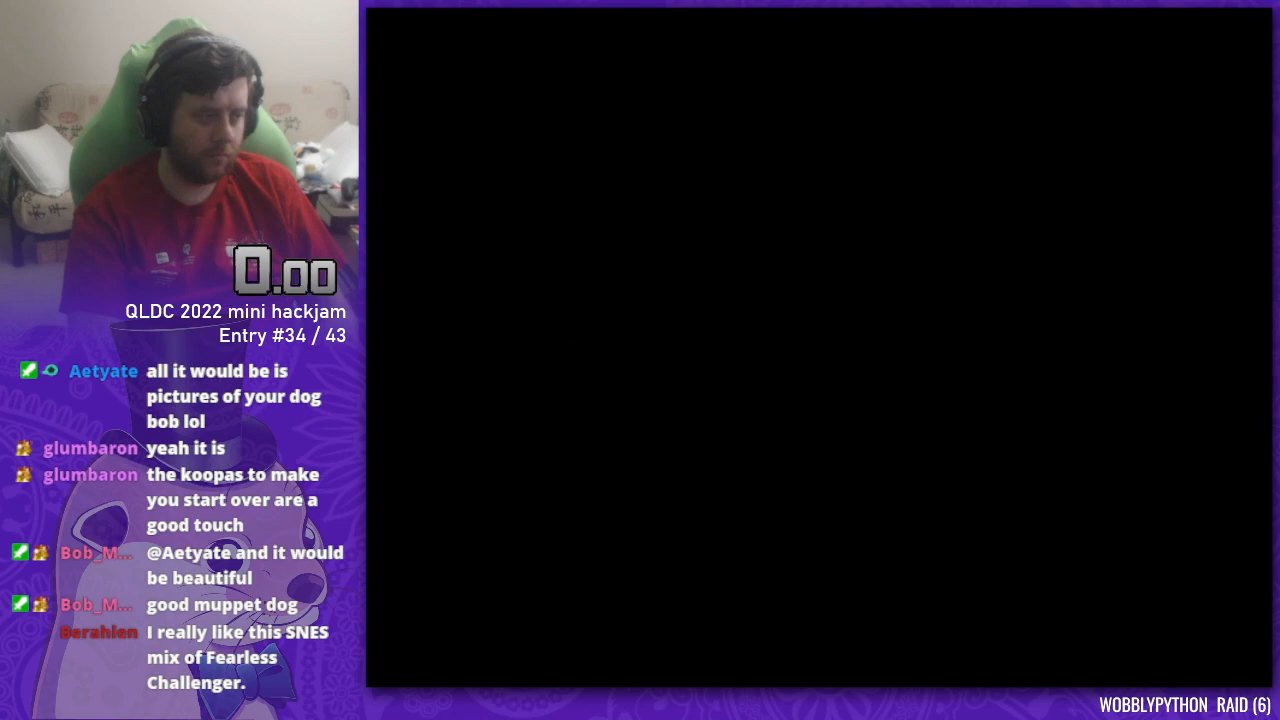 0.00
QLDC 2022 mini hackjam
Entry #34 / 43
Aetyate all it would be is
pictures of your dog
bob lol
glumbaron yeah it is
glumbaron the koopas to make
you start over are a
good touch
Bob_M... @Aetyate and it would
be beautiful
Bob_M... good muppet dog
Berahlen I really like this SNES
mix of Fearless
Challenger.
WOBBLYPYTHON RAID (6)